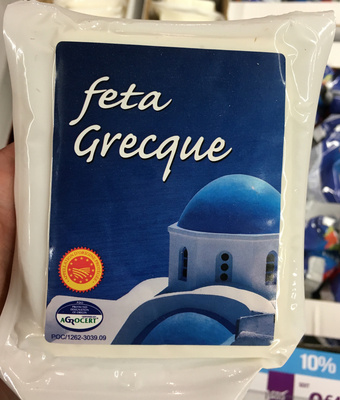 feta
Grecque
AGROCERT
POC/1262-3039.09
10%